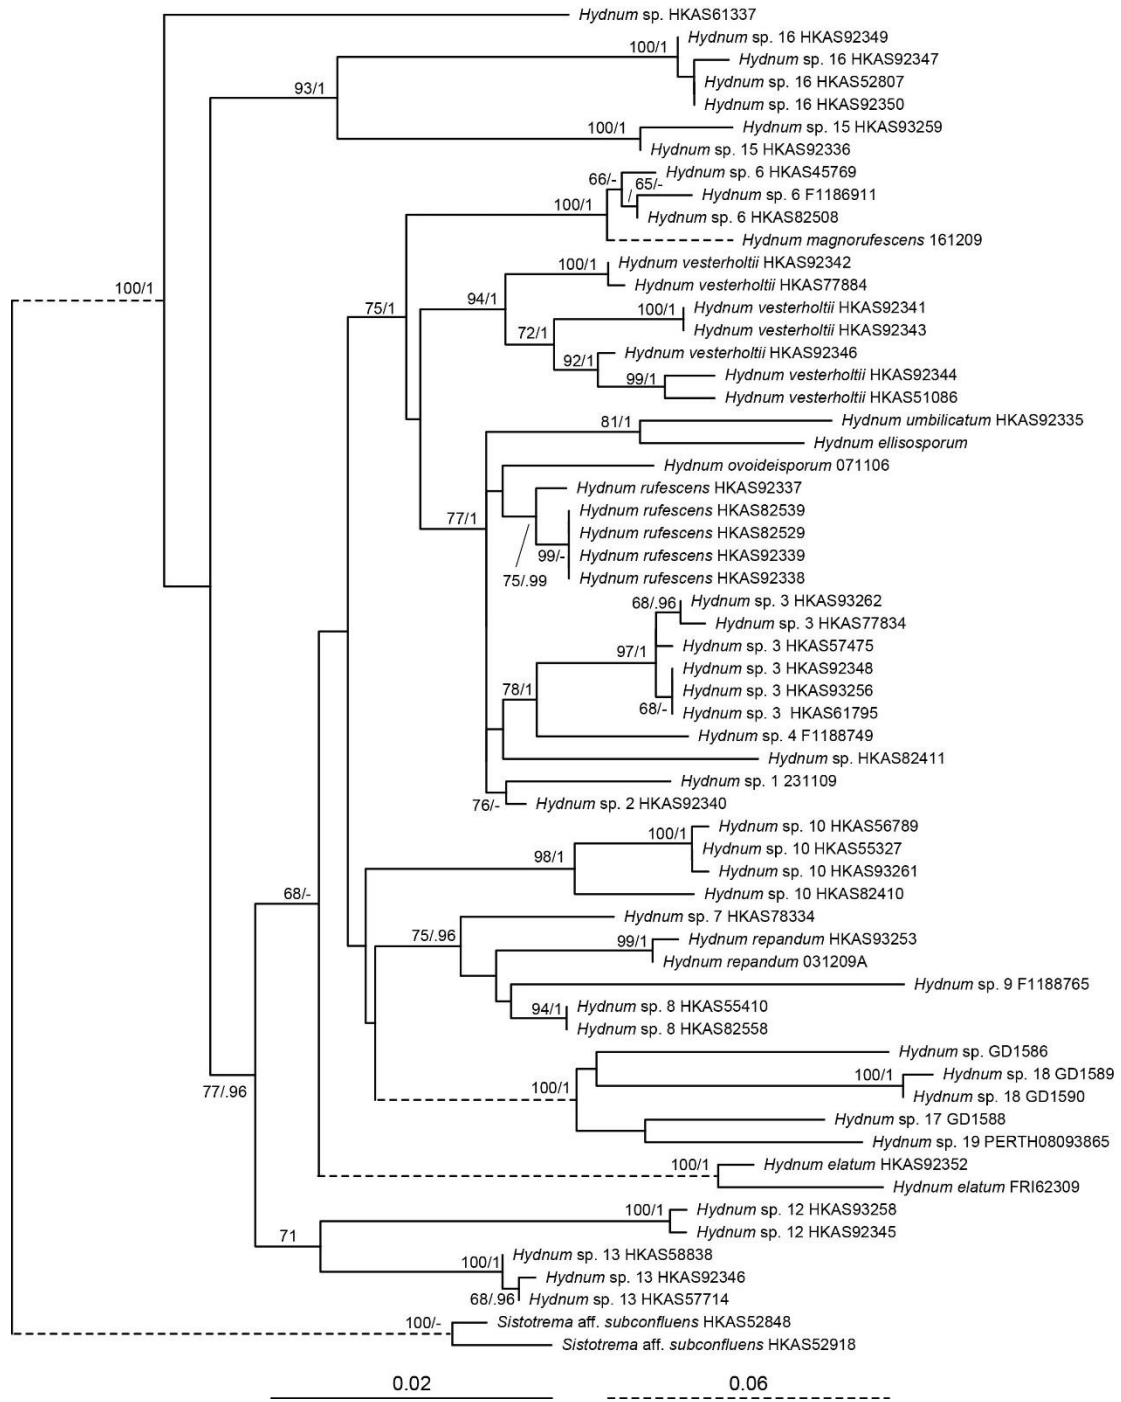 Hydnum sp. HKAS61337
Hydnum sp. 16 HKAS92349
100/1
Hydnum sp. 16 HKAS92347
Hydnum sp. 16 HKAS52807
93/1
Hydnum sp. 16 HKAS92350
100/1
Hydnum sp. 15 HKAS93259
Hydnum sp. 15 HKAS92336
Hydnum sp. 6 HKAS45769
66/-
65/-
Hydnum sp. 6 F1186911
100/1
Hydnum sp. 6 HKAS82508
Hydnum magnorufescens 161209
Hydnum vesterholtii HKAS92342
100/1
Hydnum vesterholtii HKAS77884
100/1
94/1
Hydnum vesterholtii HKAS92341
100/1
75/1
Hydnum vesterholtii HKAS92343
72/1
Hydnum vesterholtii HKAS92346
92/1
Hydnum vesterholtii HKAS92344
99/1
Hydnum vesterholtii HKAS51086
Hydnum umbilicatum HKAS92335
81/1
Hydnum ellisosporum
Hydnum ovoideisporum 071106
Hydnum rufescens HKAS92337
Hydnum rufescens HKAS82539
77/1
Hydnum rufescens HKAS82529
99/-
Hydnum rufescens HKAS92339
75/.99
Hydnum rufescens HKAS92338
68/.96
Hydnum sp. 3 HKAS93262
Hydnum sp. 3 HKAS77834
97/1
Hydnum sp. 3 HKAS57475
Hydnum sp. 3 HKAS92348
78/1
Hydnum sp. 3 HKAS93256
68/-
Hydnum sp. 3 HKAS61795
Hydnum sp. 4 F1188749
Hydnum sp. HKAS82411
Hydnum sp. 1 231109
76/-
Hydnum sp. 2 HKAS92340
Hydnum sp. 10 HKAS56789
100/1
Hydnum sp. 10 HKAS55327
98/1
Hydnum sp. 10 HKAS93261
68/-
Hydnum sp. 10 HKAS82410
Hydnum sp. 7 HKAS78334
75/.96
99/1
Hydnum repandum HKAS93253
Hydnum repandum 031209A
Hydnum sp. 9 F1188765
94/1
Hydnum sp. 8 HKAS55410
Hydnum sp. 8 HKAS82558
Hydnum sp. GD1586
100/1
Hydnum sp. 18 GD1589
77/.96
100/1
Hydnum sp. 18 GD1590
Hydnum sp. 17 GD1588
Hydnum sp. 19 PERTH08093865
100/1
Hydnum elatum HKAS92352
Hydnum elatum FRI62309
100/1
Hydnum sp. 12 HKAS93258
71
Hydnum sp. 12 HKAS92345
100/1
Hydnum sp. 13 HKAS58838
Hydnum sp. 13 HKAS92346
68/.96
Hydnum sp. 13 HKAS57714
100/-
Sistotrema aff. subconfluens HKAS52848
Sistotrema aff. subconfluens HKAS52918
0.02
0.06